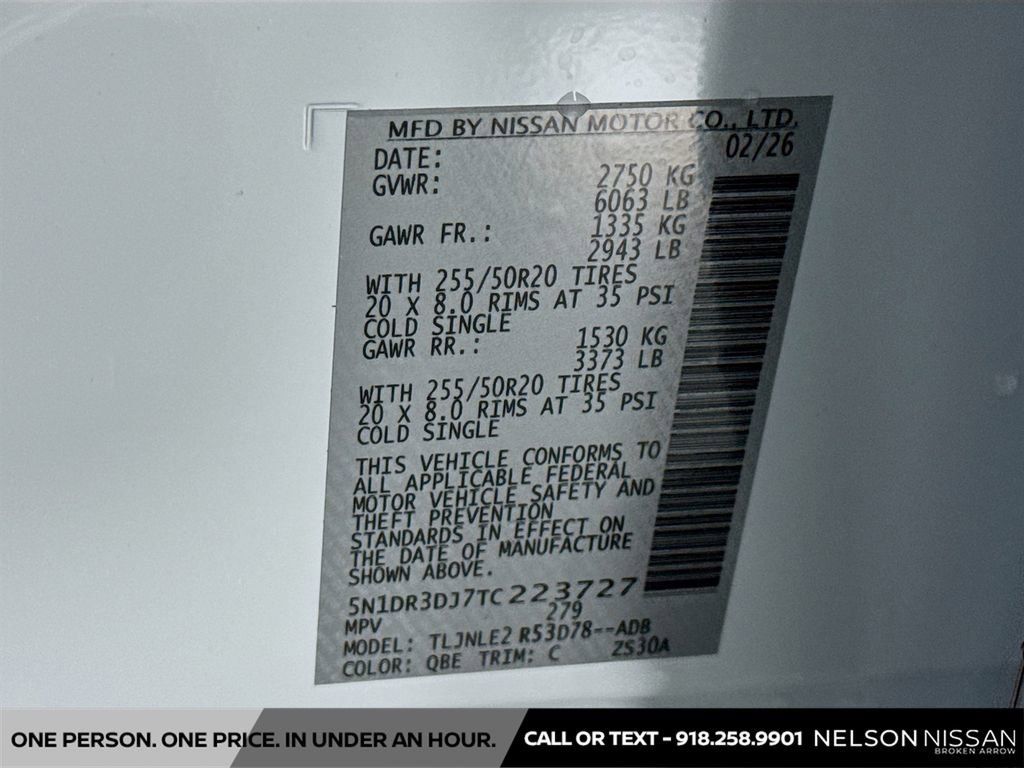 MFD BY NISSAN MOTOR CO., LTD.
DATE: 02/26
GVWR: 2750 KG
6063 LB
GAWR FR.: 1335 KG
2943 LB
WITH 255/50R20 TIRES
20 X 8.0 RIMS AT 35 PSI
COLD SINGLE
GAWR RR.: 1530 KG
3373 LB
WITH 255/50R20 TIRES
20 X 8.0 RIMS AT 35 PSI
COLD SINGLE
THIS VEHICLE CONFORMS TO
ALL APPLICABLE FEDERAL
MOTOR VEHICLE SAFETY AND
THEFT PREVENTION
STANDARDS IN EFFECT ON
THE DATE OF MANUFACTURE
SHOWN ABOVE.
5N1DR3DJ7TC223727
MPV 279
MODEL: TLJNLE2 R53D78--ADB
COLOR: QBE TRIM: C ZS30A
ONE PERSON. ONE PRICE. IN UNDER AN HOUR. CALL OR TEXT - 918.258.9901 NELSON NISSAN
BROKEN ARROW